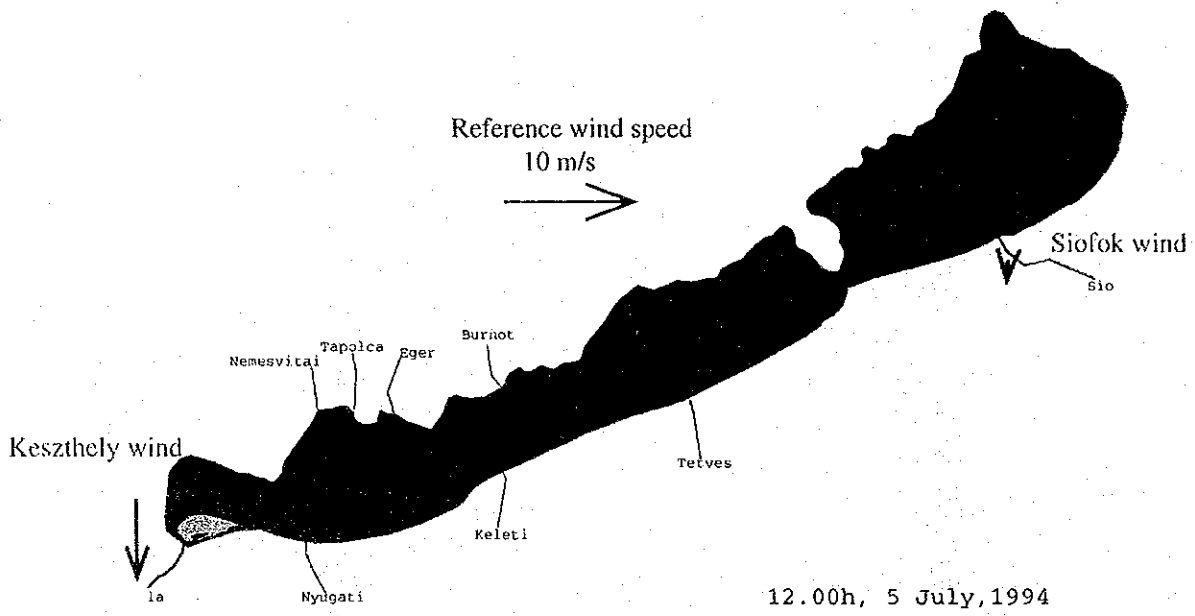 Reference wind speed
10 m/s
Siofok wind
Sio
Burnot
Tapolca
Eger
Nemesvitai
Keszthely wind
Tetves
Keleti
la
Nyugati
12.00h, 5 July,1994